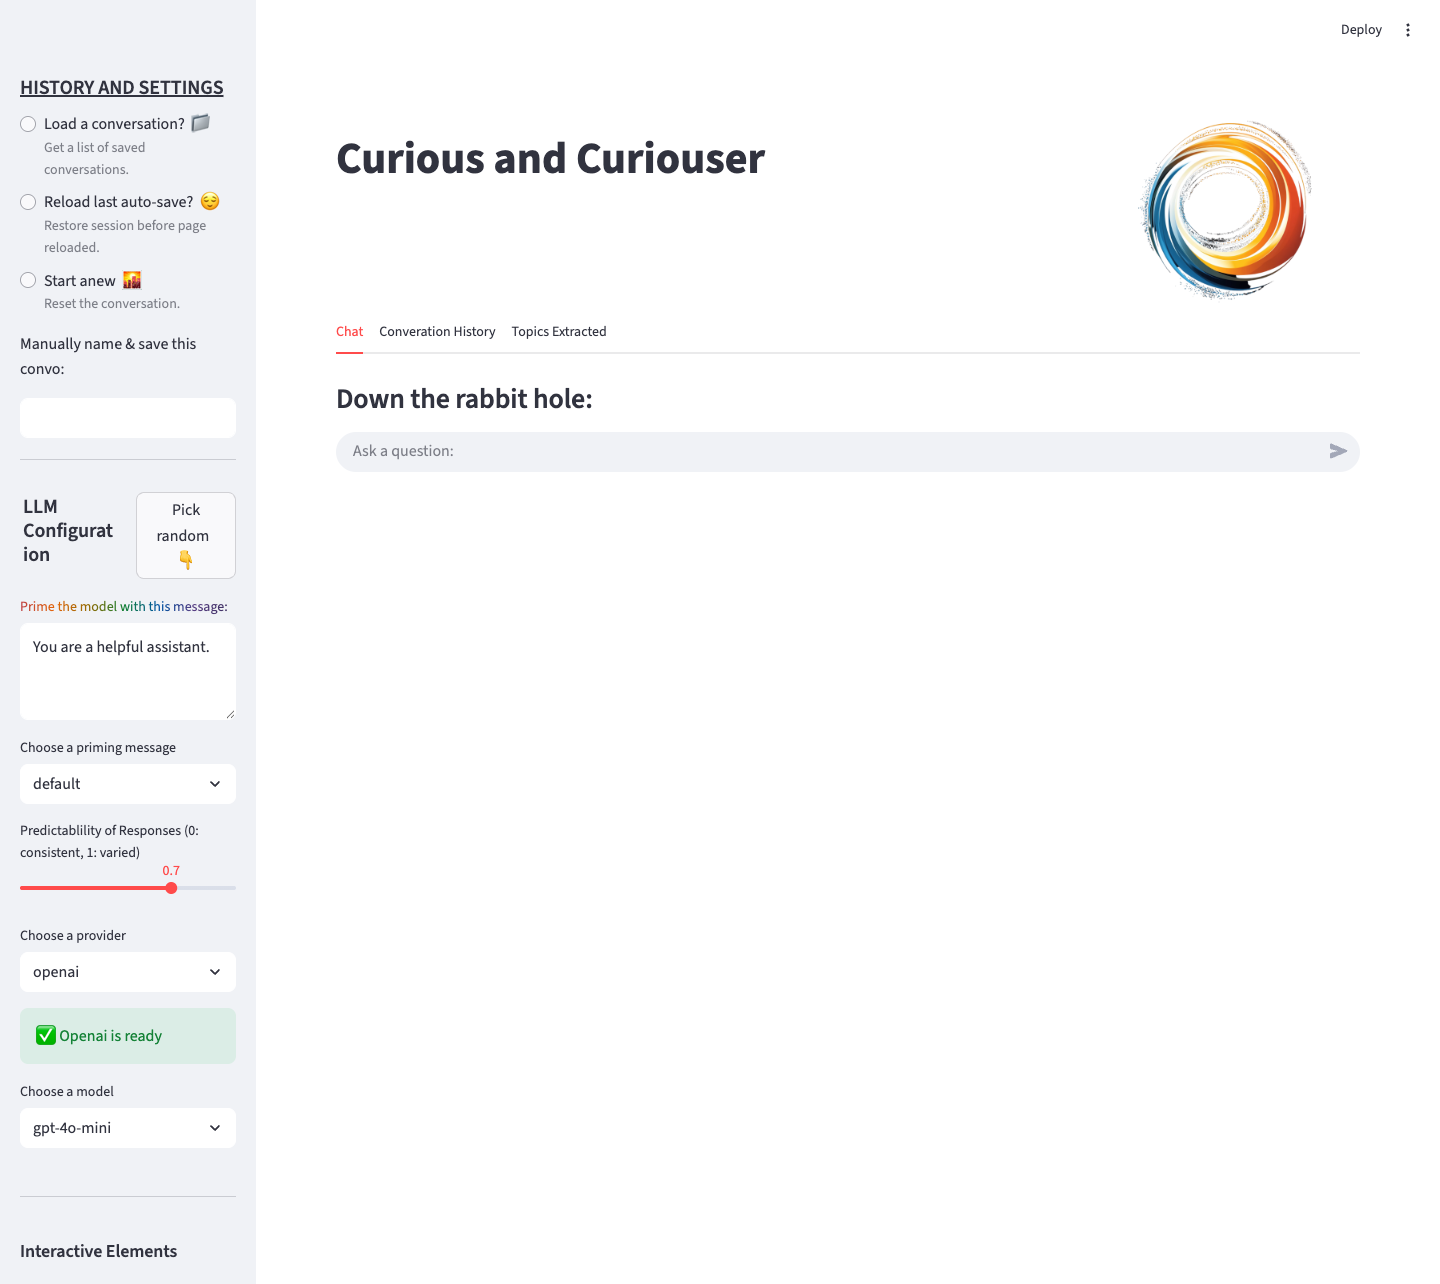 Deploy
HISTORY AND SETTINGS
Load a conversation?
Get a list of saved
conversations.
Reload last auto-save?
Restore session before page
reloaded.
Start anew
Reset the conversation.
Manually name & save this
convo:
LLM
Configurat
ion
Pick
random
Prime the model with this message:
You are a helpful assistant.
Choose a priming message
default
Predictablility of Responses (0:
consistent, 1: varied)
0.7
Choose a provider
openai
Openai is ready
Choose a model
gpt-4o-mini
Interactive Elements
Curious and Curiouser
Chat
Converation History
Topics Extracted
Down the rabbit hole:
Ask a question: